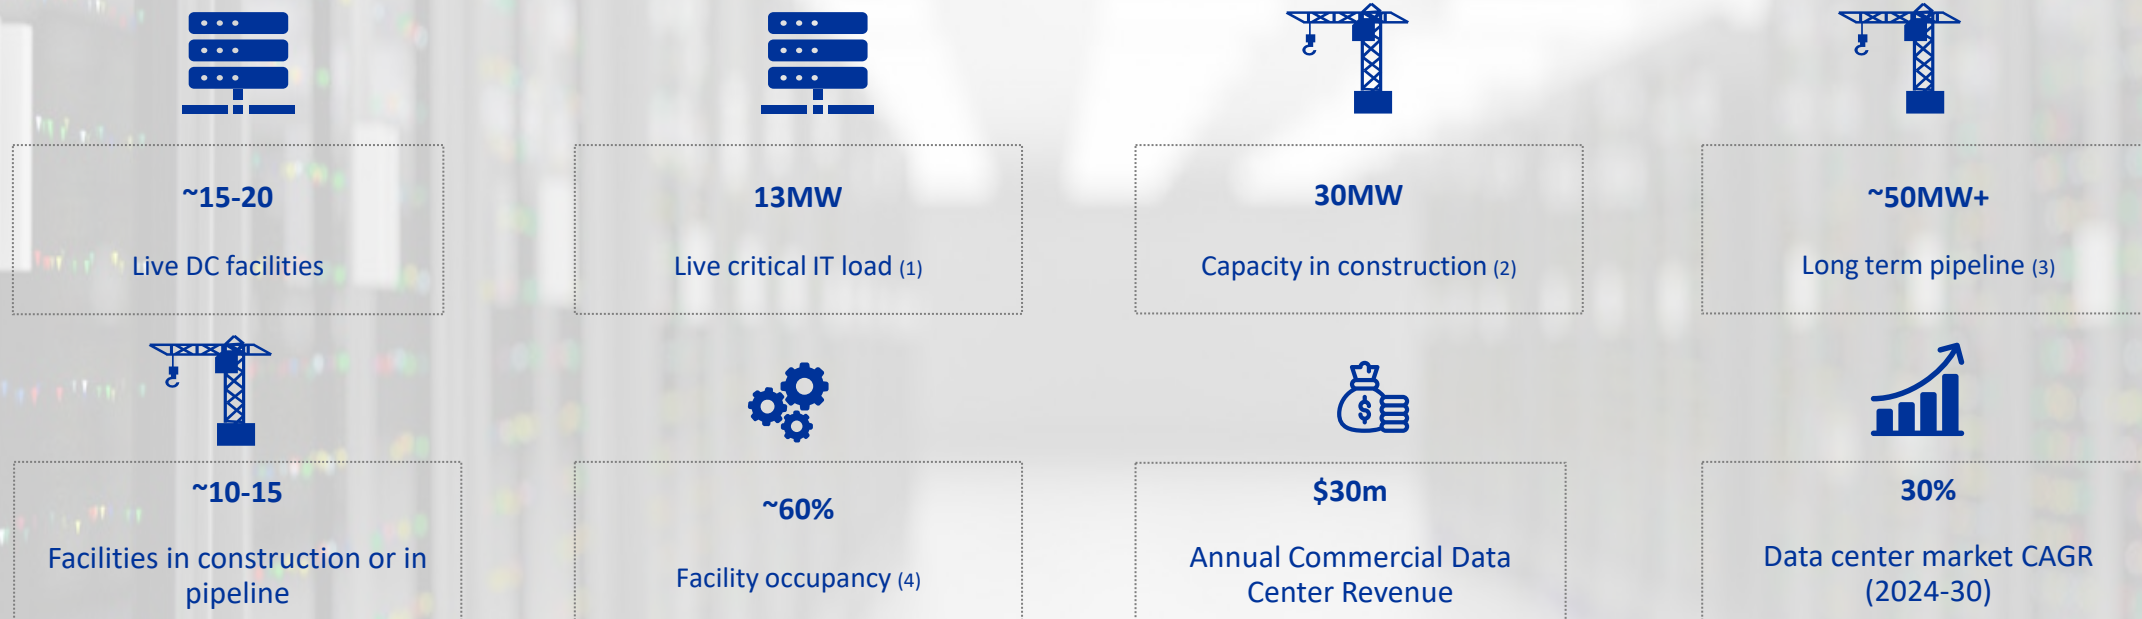 ~15-20
Live DC facilities
13MW
Live critical IT load (1)
30MW
Capacity in construction (2)
~50MW+
Long term pipeline (3)
~10-15
Facilities in construction or in
pipeline
~60%
Facility occupancy (4)
$30m
Annual Commercial Data
Center Revenue
30%
Data center market CAGR
(2024-30)